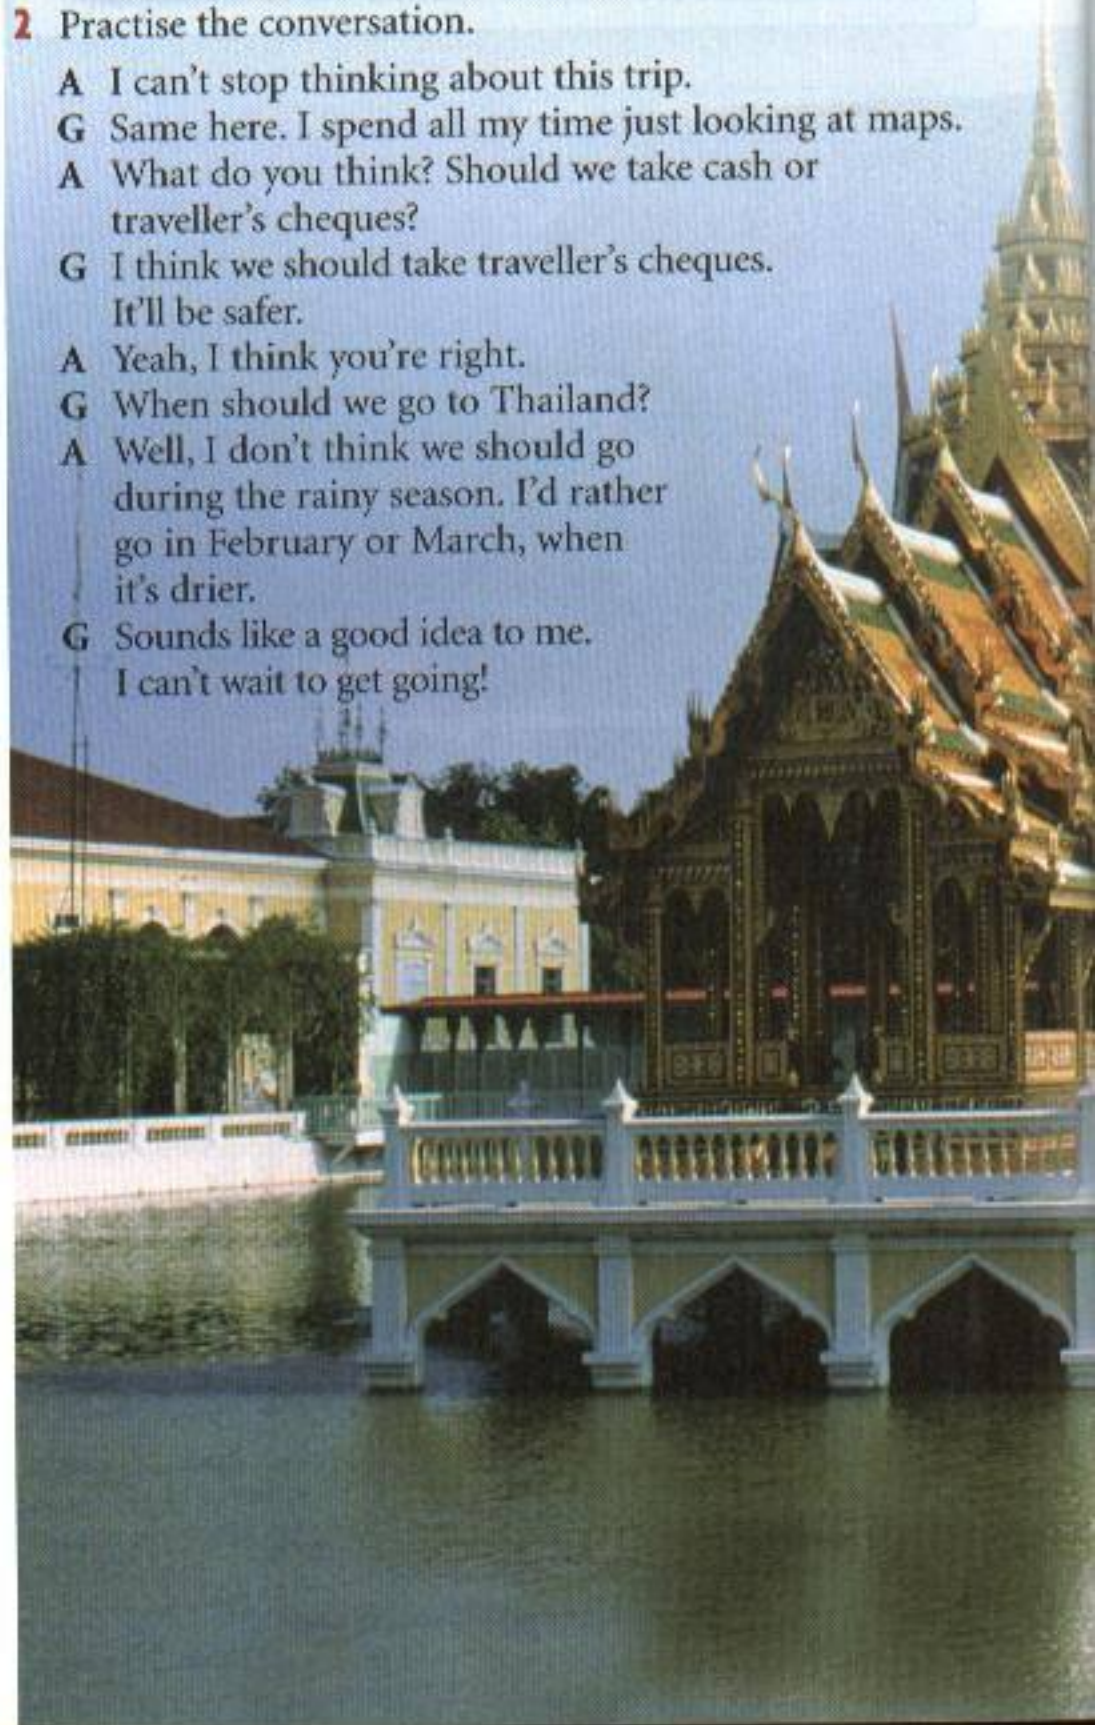 2 Practise the conversation.
A I can't stop thinking about this trip.
G Same here. I spend all my time just looking at maps.
A What do you think? Should we take cash or
traveller's cheques?
G I think we should take traveller's cheques.
It'll be safer.
A Yeah, I think you're right.
G When should we go to Thailand?
A Well, I don't think we should go
during the rainy season. I'd rather
go in February or March, when
it's drier.
G Sounds like a good idea to me.
I can't wait to get going!